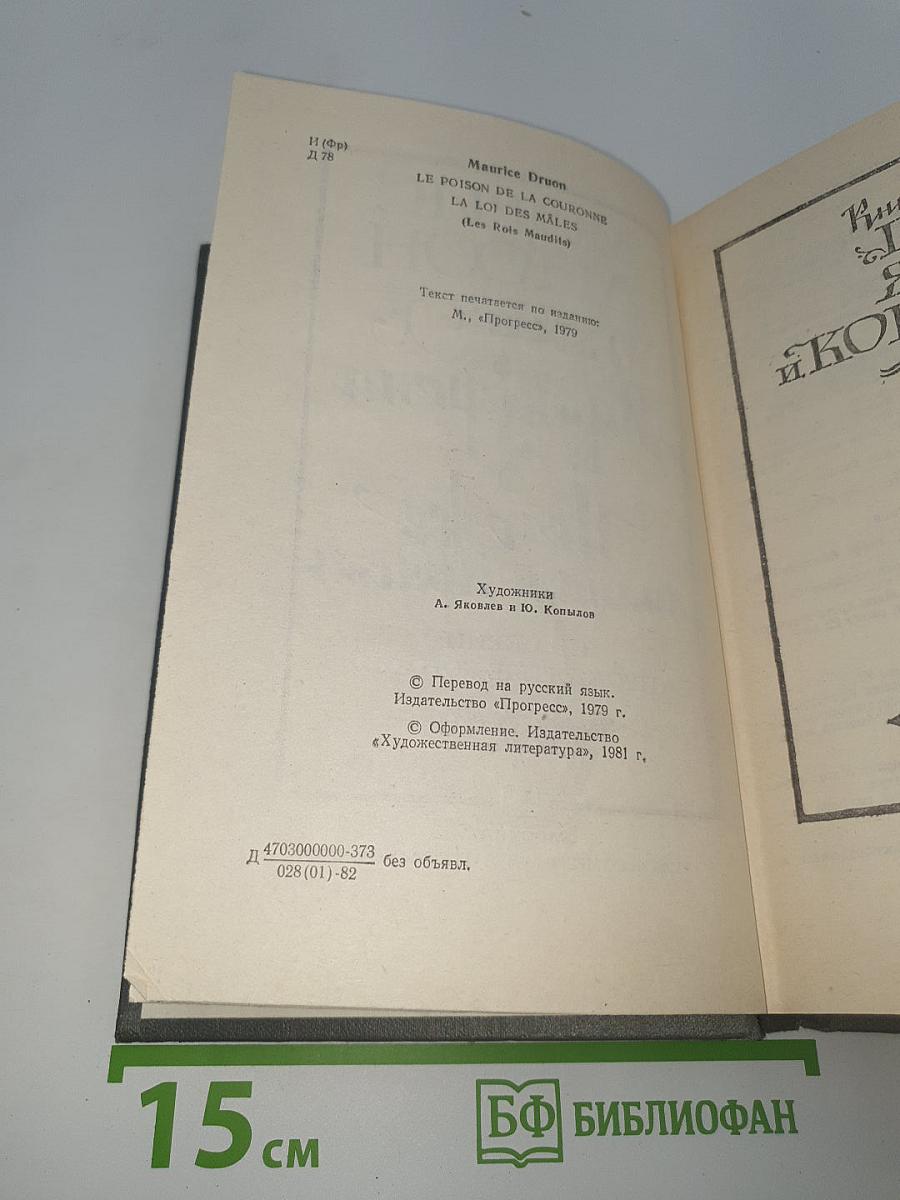 И (Фр)
Д 78
Maurice Druon
LE POISON DE LA COURONNE
LA LOI DES MÂLES
(Les Rois Maudits)
Текст печатается по изданию:
М., «Прогресс», 1979
Художники
А. Яковлев и Ю. Копылов
© Перевод на русский язык.
Издательство «Прогресс», 1979 г.
© Оформление. Издательство
«Художественная литература», 1981 г.
Д 4703000000-373 без объявл.
028(01)-82
15 см
БФ БИБЛИОФАН